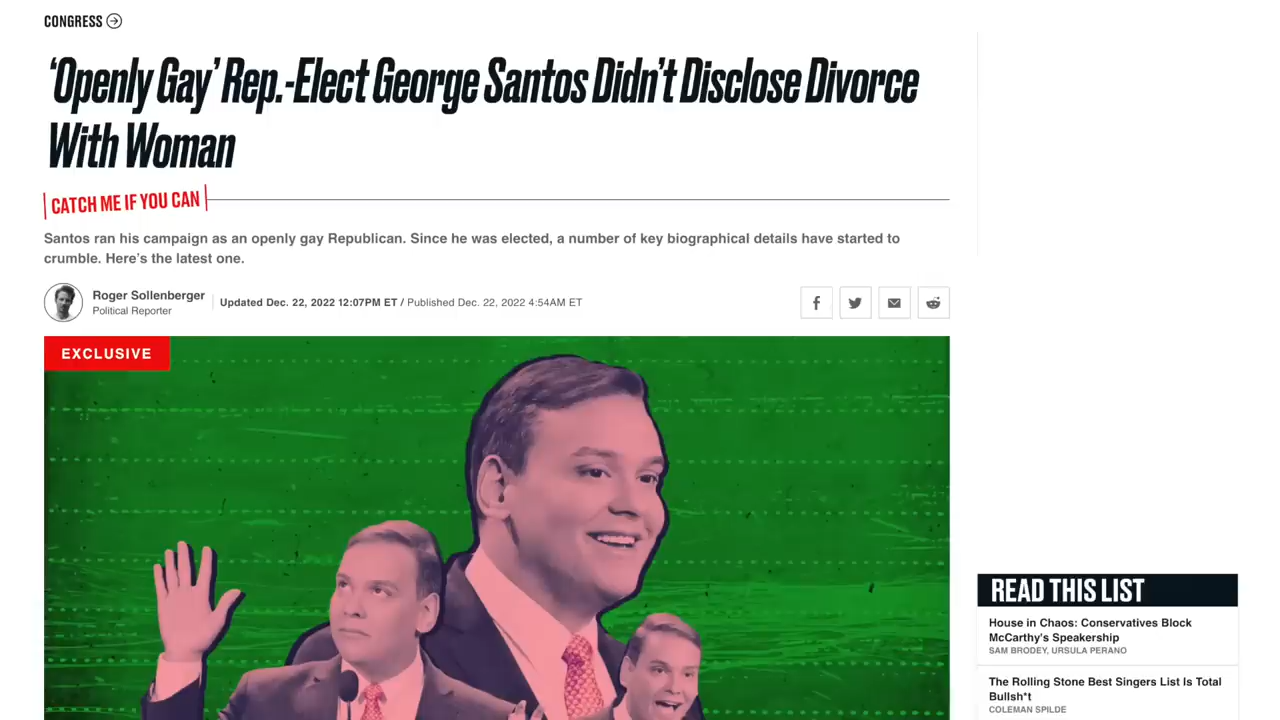 CONGRESS
‘Openly Gay’ Rep.-Elect George Santos Didn’t Disclose Divorce
With Woman
CATCH ME IF YOU CAN
Santos ran his campaign as an openly gay Republican. Since he was elected, a number of key biographical details have started to
crumble. Here’s the latest one.
Roger Sollenberger
Political Reporter
Updated Dec. 22, 2022 12:07PM ET / Published Dec. 22, 2022 4:54AM ET
EXCLUSIVE
READ THIS LIST
House in Chaos: Conservatives Block
McCarthy’s Speakership
SAM BRODEY, URSULA PERANO
The Rolling Stone Best Singers List Is Total
Bullsh*t
COLEMAN SPILDE